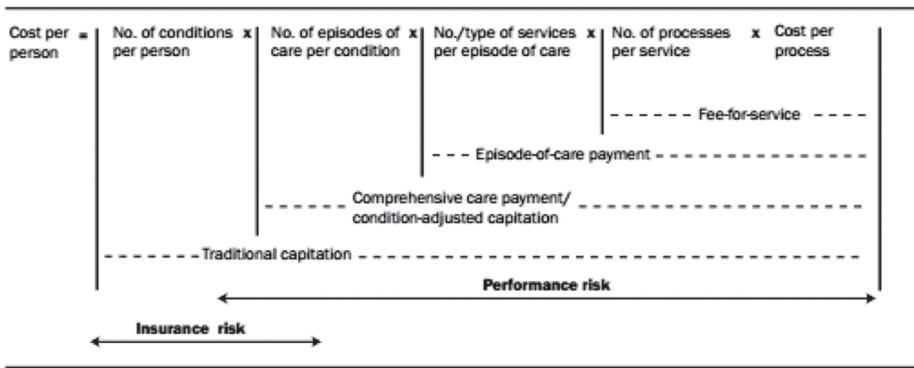 Cost per person = No. of conditions per person x No. of episodes of care per condition x No./type of services per episode of care x No. of processes per service x Cost per process
Fee-for-service
Episode-of-care payment
Comprehensive care payment/
condition-adjusted capitation
Traditional capitation
Performance risk
Insurance risk